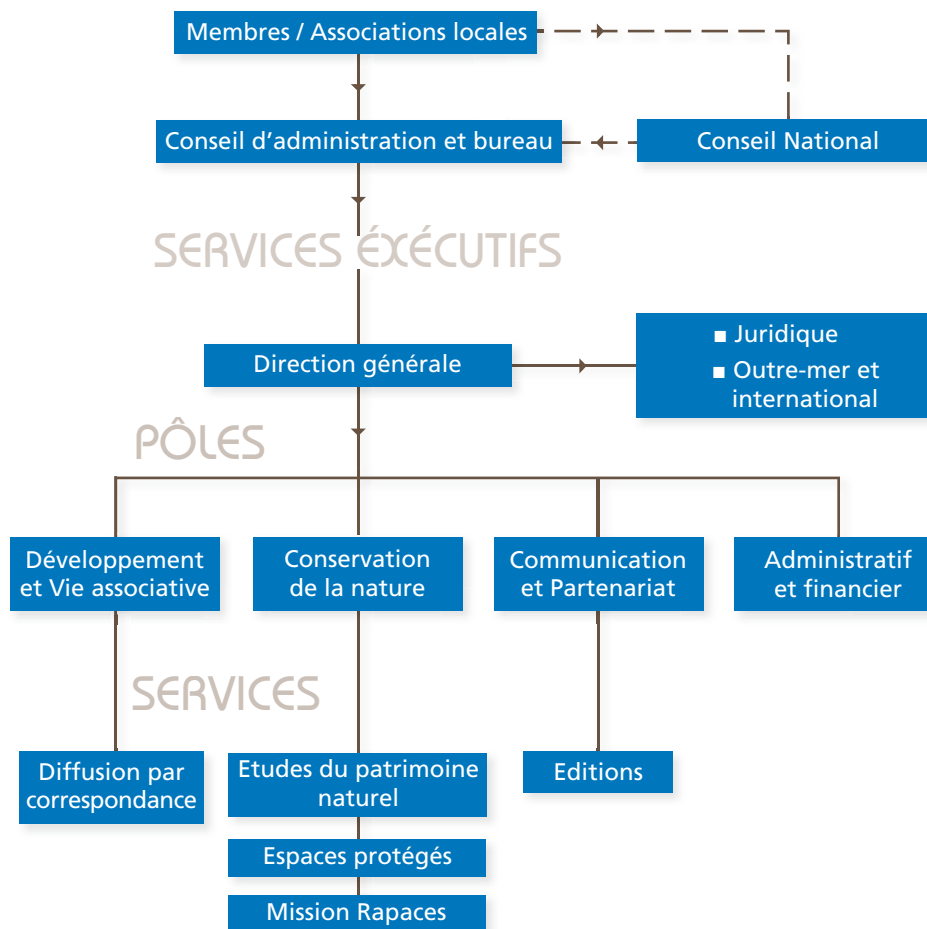 Membres / Associations locales
Conseil d'administration et bureau
Conseil National
SERVICES ÉXÉCUTIFS
Direction générale
▪ Juridique
▪ Outre-mer et
international
PÔLES
Développement
et Vie associative
Conservation
de la nature
Communication
et Partenariat
Administratif
et financier
SERVICES
Diffusion par
correspondance
Etudes du patrimoine
naturel
Editions
Espaces protégés
Mission Rapaces